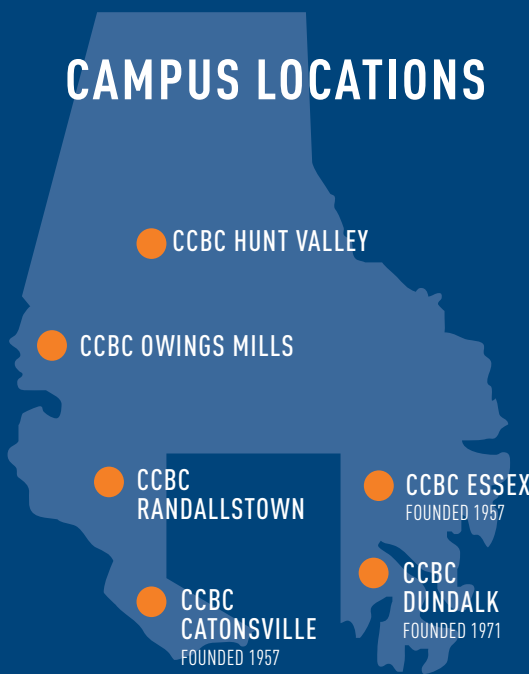 CAMPUS LOCATIONS
CCBC HUNT VALLEY
CCBC OWINGS MILLS
CCBC
RANDALLSTOWN
CCBC ESSEX
FOUNDED 1957
CCBC
DUNDALK
FOUNDED 1971
CCBC
CATONSVILLE
FOUNDED 1957